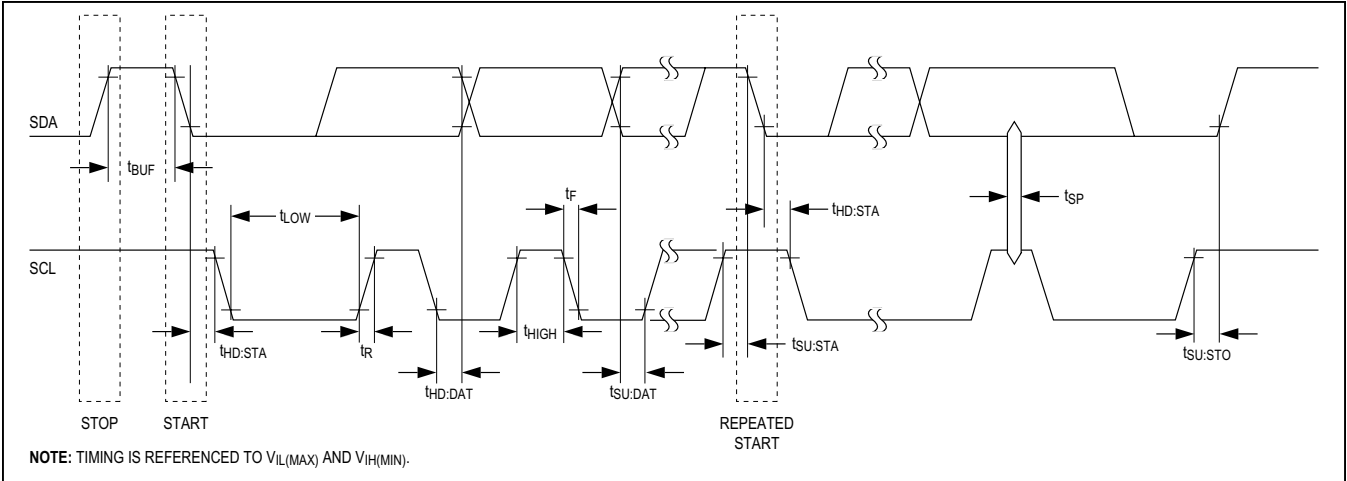 SDA
tBUF
tLOW
tF
tHD:STA
tSP
SCL
tHD:STA
tR
tHD:DAT
tHIGH
tSU:DAT
tSU:STA
tSU:STO
STOP
START
REPEATED
START
NOTE: TIMING IS REFERENCED TO VIL(MAX) AND VIH(MIN).